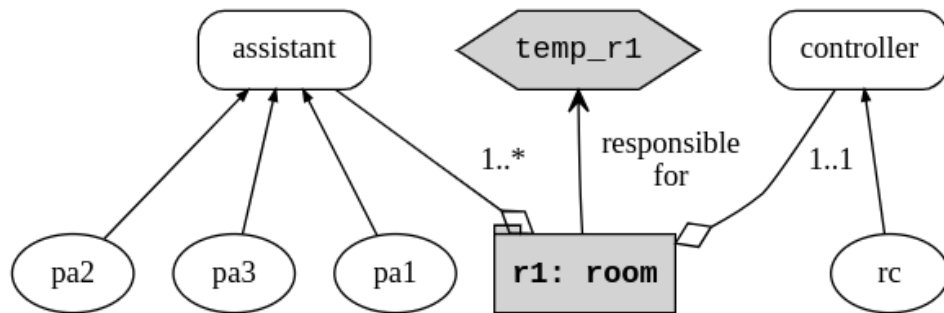 assistant
temp_r1
controller
1..*
responsible
for
1..1
pa2
pa3
pa1
r1: room
rc